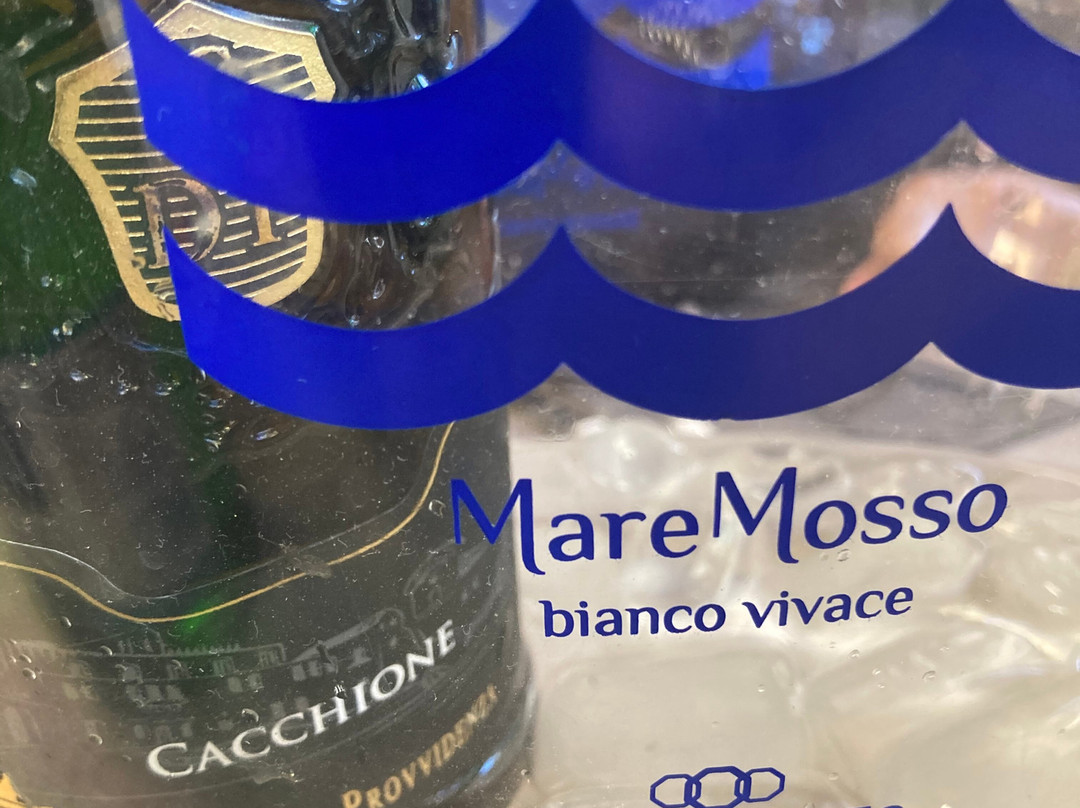 MareMosso
bianco vivace
CACCHIONE
PROVVIDENZA